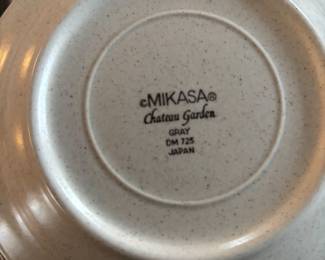 ©MIKASA®
Chateau Garden
GRAY
DM 725
JAPAN